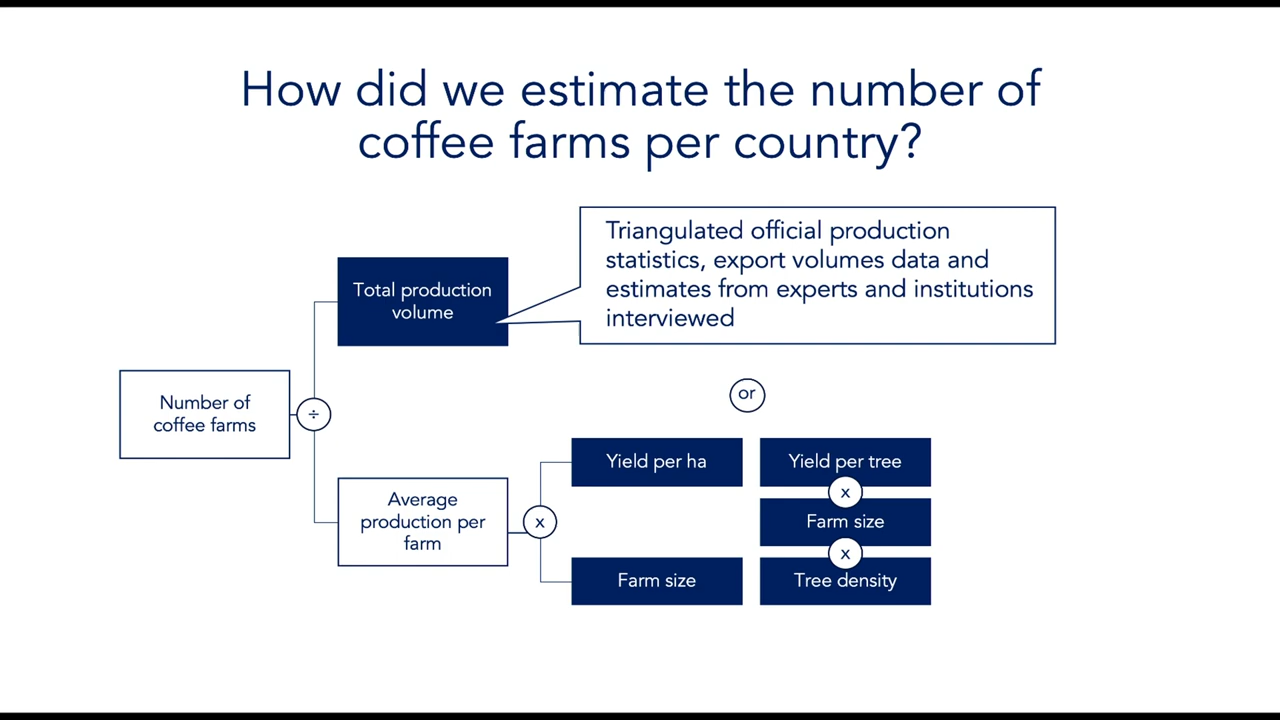 How did we estimate the number of
coffee farms per country?
Triangulated official production
statistics, export volumes data and
estimates from experts and institutions
interviewed
Total production
volume
Number of
coffee farms
÷
or
Average
production per
farm
x
Yield per ha
Farm size
Yield per tree
x
Farm size
x
Tree density